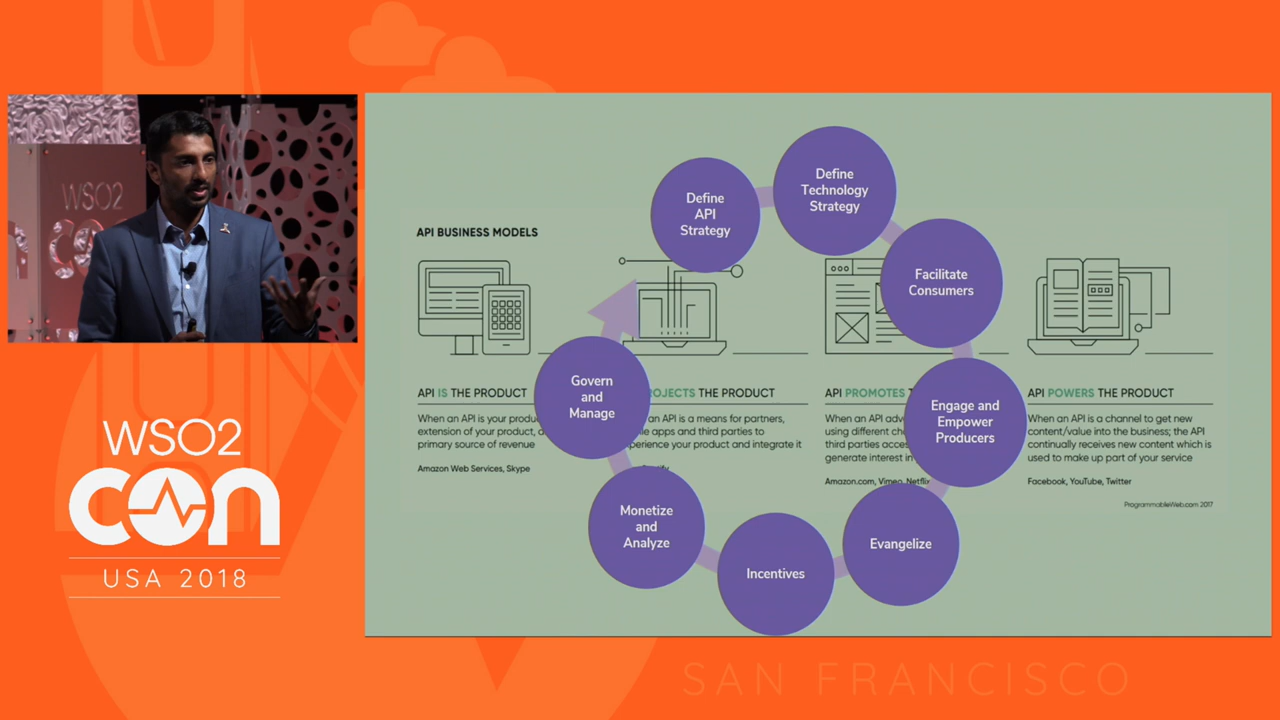 WSO2
CON
WSO2
con
USA 2018
API BUSINESS MODELS
Define
API
Strategy
Define
Technology
Strategy
Facilitate
Consumers
Engage and
Empower
Producers
Evangelize
Incentives
Monetize
and
Analyze
Govern
and
Manage
API IS THE PRODUCT
When an API is your
extension of your product,
primary source of revenue
Amazon Web Services, Skype
THE PRODUCT
an API is a means for partners,
apps and third parties to
your product and integrate it
API PROMOTES
When an API
using different
third parties
generate interest in
Amazon.com, Vimeo, Netflix
API POWERS THE PRODUCT
When an API is a channel to get new
content/value into the business; the API
continually receives new content which is
used to make up part of your service
Facebook, YouTube, Twitter
ProgrammableWeb.com 2017
SAN FRANCISCO